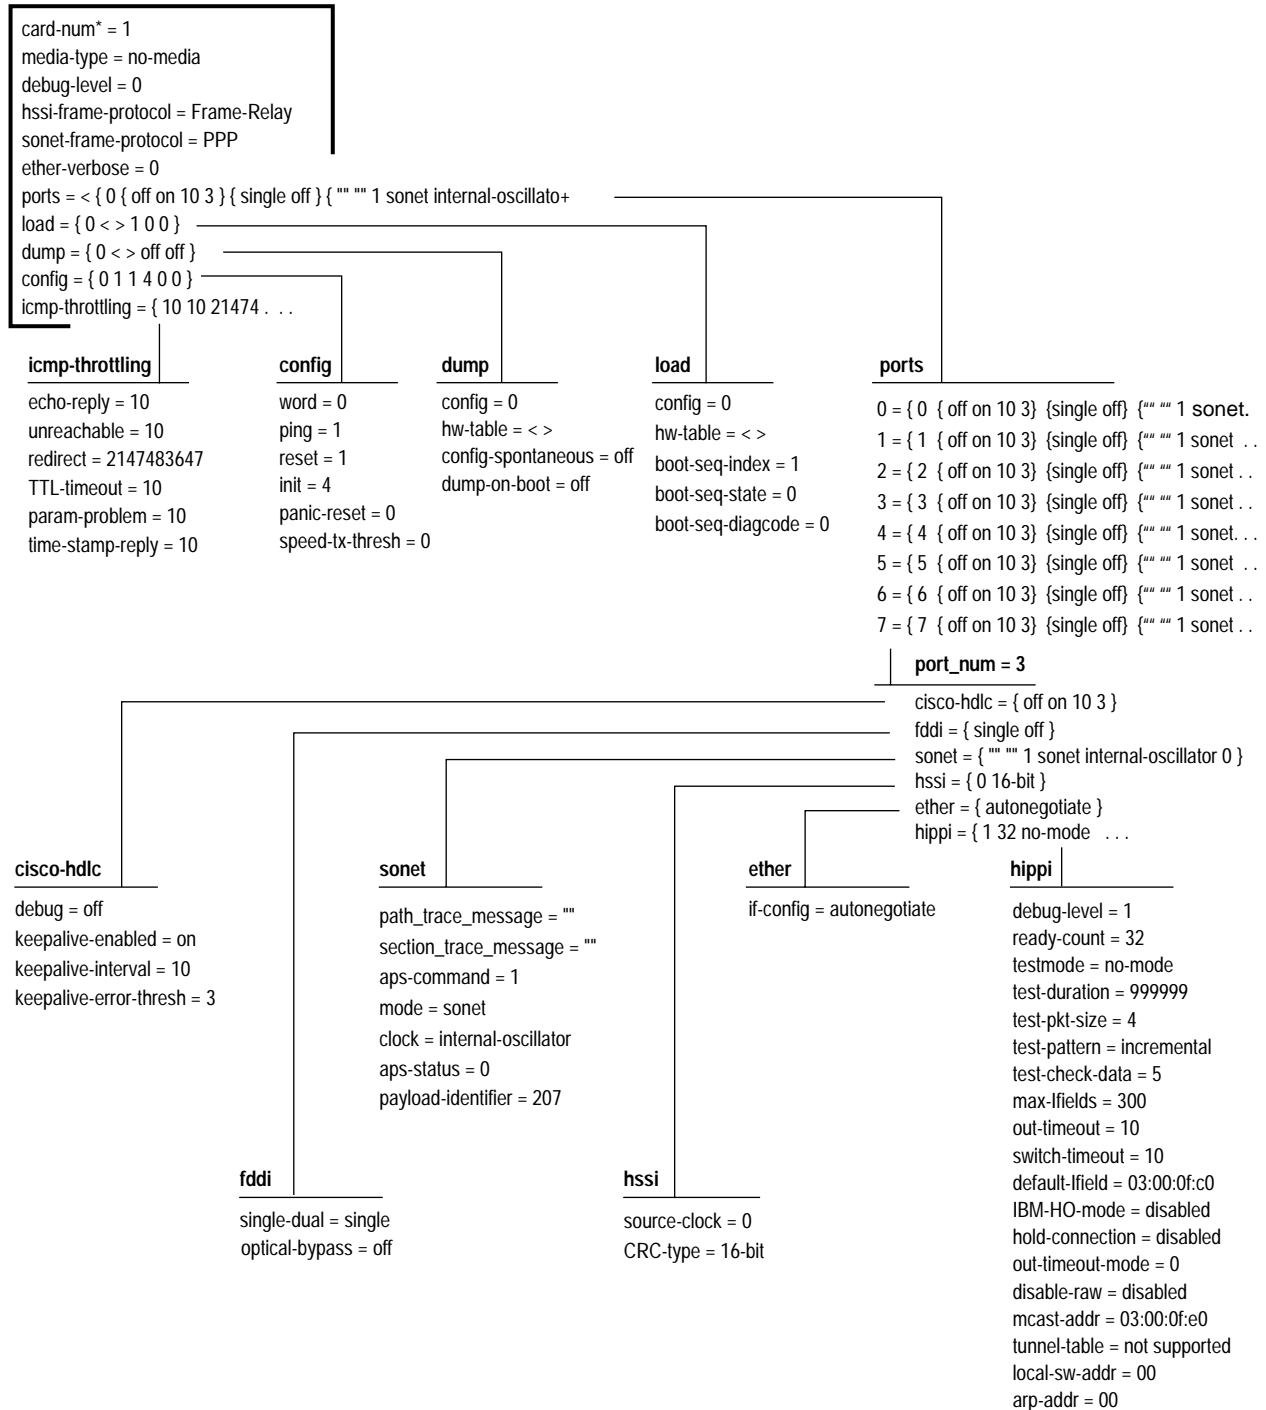 card-num* = 1
media-type = no-media
debug-level = 0
hssi-frame-protocol = Frame-Relay
sonet-frame-protocol = PPP
ether-verbose = 0
ports = < { 0 { off on 10 3 } { single off } { "" "" 1 sonet internal-oscillato+
load = { 0 < > 1 0 0 }
dump = { 0 < > off off }
config = { 0 1 1 4 0 0 }
icmp-throttling = { 10 10 21474 . . .
icmp-throttling
echo-reply = 10
unreachable = 10
redirect = 2147483647
TTL-timeout = 10
param-problem = 10
time-stamp-reply = 10
config
word = 0
ping = 1
reset = 1
init = 4
panic-reset = 0
speed-tx-thresh = 0
dump
config = 0
hw-table = < >
config-spontaneous = off
dump-on-boot = off
load
config = 0
hw-table = < >
boot-seq-index = 1
boot-seq-state = 0
boot-seq-diagcode = 0
ports
0 = { 0 { off on 10 3} {single off} {"" "" 1 sonet.
1 = { 1 { off on 10 3} {single off} {"" "" 1 sonet . .
2 = { 2 { off on 10 3} {single off} {"" "" 1 sonet . .
3 = { 3 { off on 10 3} {single off} {"" "" 1 sonet . .
4 = { 4 { off on 10 3} {single off} {"" "" 1 sonet. . .
5 = { 5 { off on 10 3} {single off} {"" "" 1 sonet . .
6 = { 6 { off on 10 3} {single off} {"" "" 1 sonet . .
7 = { 7 { off on 10 3} {single off} {"" "" 1 sonet . .
port_num = 3
cisco-hdlc = { off on 10 3 }
fddi = { single off }
sonet = { "" "" 1 sonet internal-oscillator 0 }
hssi = { 0 16-bit }
ether = { autonegotiate }
hippi = { 1 32 no-mode . . .
cisco-hdlc
debug = off
keepalive-enabled = on
keepalive-interval = 10
keepalive-error-thresh = 3
sonet
path_trace_message = ""
section_trace_message = ""
aps-command = 1
mode = sonet
clock = internal-oscillator
aps-status = 0
payload-identifier = 207
ether
if-config = autonegotiate
hippi
debug-level = 1
ready-count = 32
testmode = no-mode
test-duration = 999999
test-pkt-size = 4
test-pattern = incremental
test-check-data = 5
max-Ifields = 300
out-timeout = 10
switch-timeout = 10
default-Ifield = 03:00:0f:c0
IBM-HO-mode = disabled
hold-connection = disabled
out-timeout-mode = 0
disable-raw = disabled
mcast-addr = 03:00:0f:e0
tunnel-table = not supported
local-sw-addr = 00
arp-addr = 00
fddi
single-dual = single
optical-bypass = off
hssi
source-clock = 0
CRC-type = 16-bit